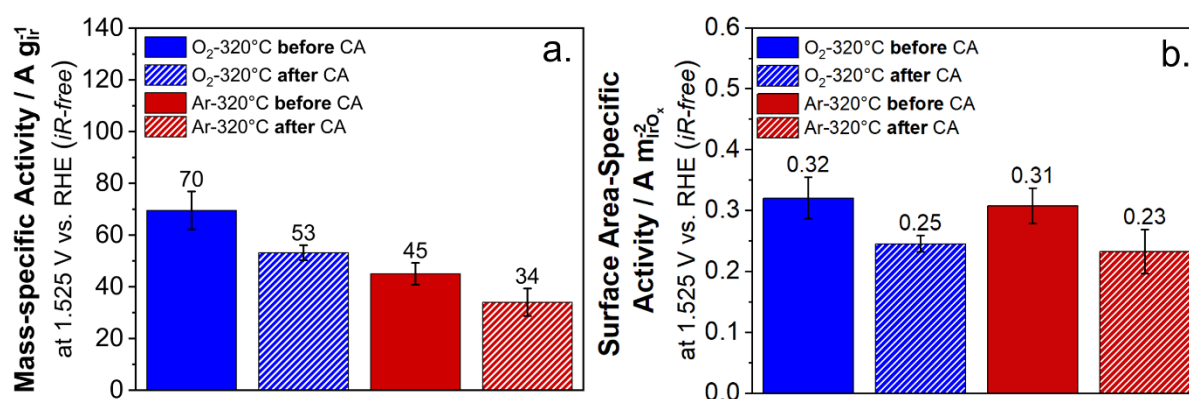 Mass-specific Activity / A g⁻¹Ir
at 1.525 V vs. RHE (iR-free)
140
120
100
80
60
40
20
0
O₂-320°C before CA
O₂-320°C after CA
Ar-320°C before CA
Ar-320°C after CA
a.
70
53
45
34
Surface Area-Specific
Activity / A m⁻²IrOₓ
at 1.525 V vs. RHE (iR-free)
0.6
0.5
0.4
0.3
0.2
0.1
0.0
O₂-320°C before CA
O₂-320°C after CA
Ar-320°C before CA
Ar-320°C after CA
b.
0.32
0.25
0.31
0.23